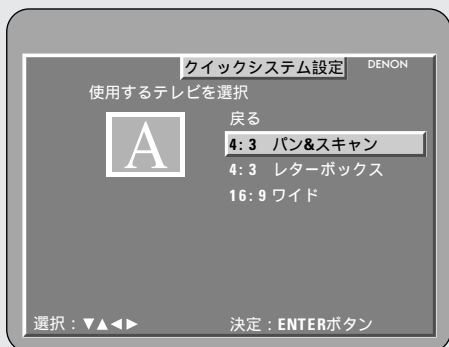 クイックシステム設定 DENON
使用するテレビを選択
A
戻る
4:3 パン&スキャン
4:3 レターボックス
16:9 ワイド
選択：▼▲◀▶ 決定：ENTERボタン